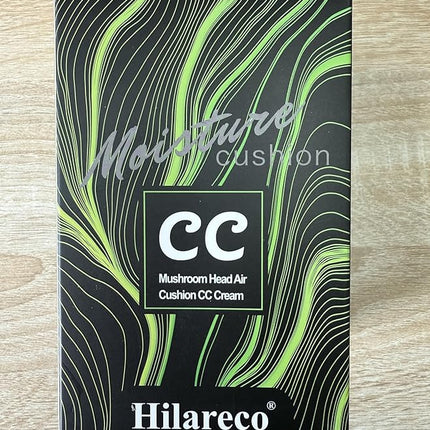 Moisture
cushion
CC
Mushroom Head Air
Cushion CC Cream
Hilareco®